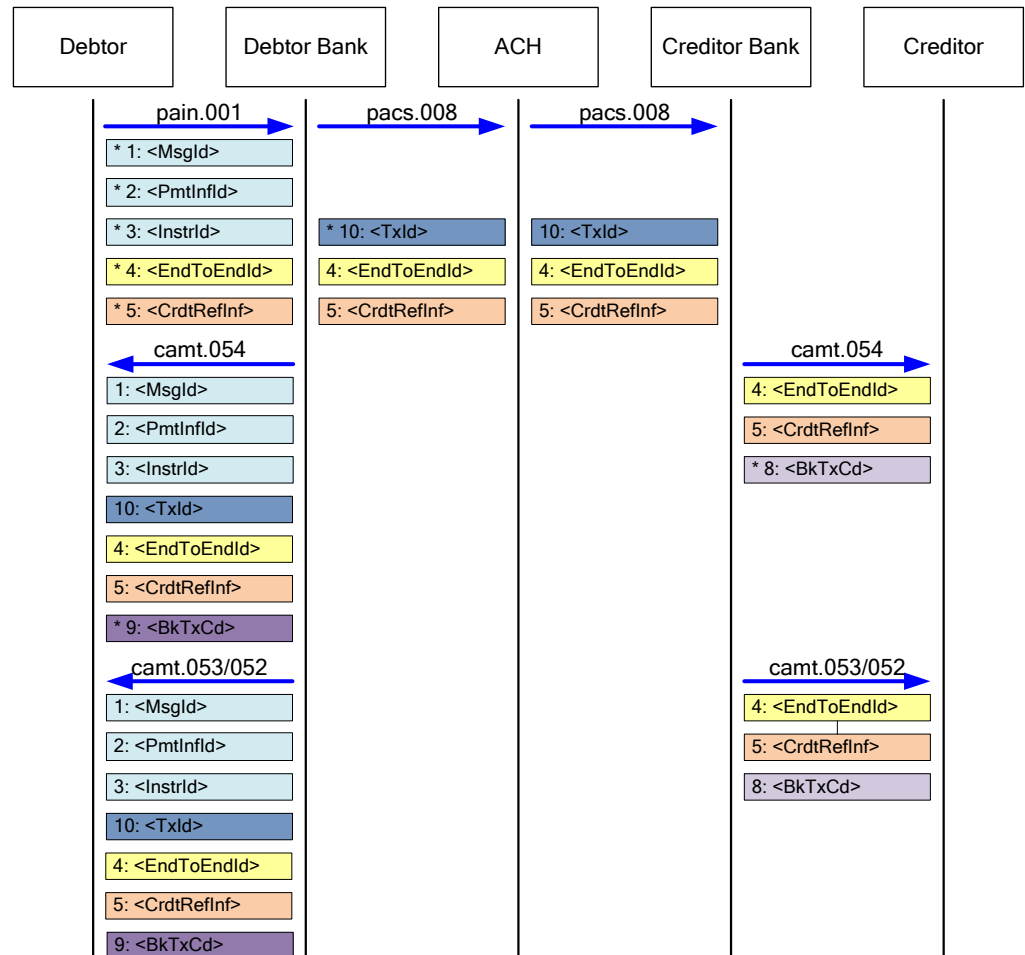 Debtor
Debtor Bank
ACH
Creditor Bank
Creditor
pain.001
pacs.008
pacs.008
* 1: <MsgId>
* 2: <PmtInfId>
* 3: <InstrId>
* 10: <TxId>
10: <TxId>
* 4: <EndToEndId>
4: <EndToEndId>
4: <EndToEndId>
* 5: <CrdtRefInf>
5: <CrdtRefInf>
5: <CrdtRefInf>
camt.054
camt.054
1: <MsgId>
4: <EndToEndId>
2: <PmtInfId>
5: <CrdtRefInf>
3: <InstrId>
* 8: <BkTxCd>
10: <TxId>
4: <EndToEndId>
5: <CrdtRefInf>
* 9: <BkTxCd>
camt.053/052
camt.053/052
1: <MsgId>
4: <EndToEndId>
2: <PmtInfId>
5: <CrdtRefInf>
3: <InstrId>
8: <BkTxCd>
10: <TxId>
4: <EndToEndId>
5: <CrdtRefInf>
9: <BkTxCd>